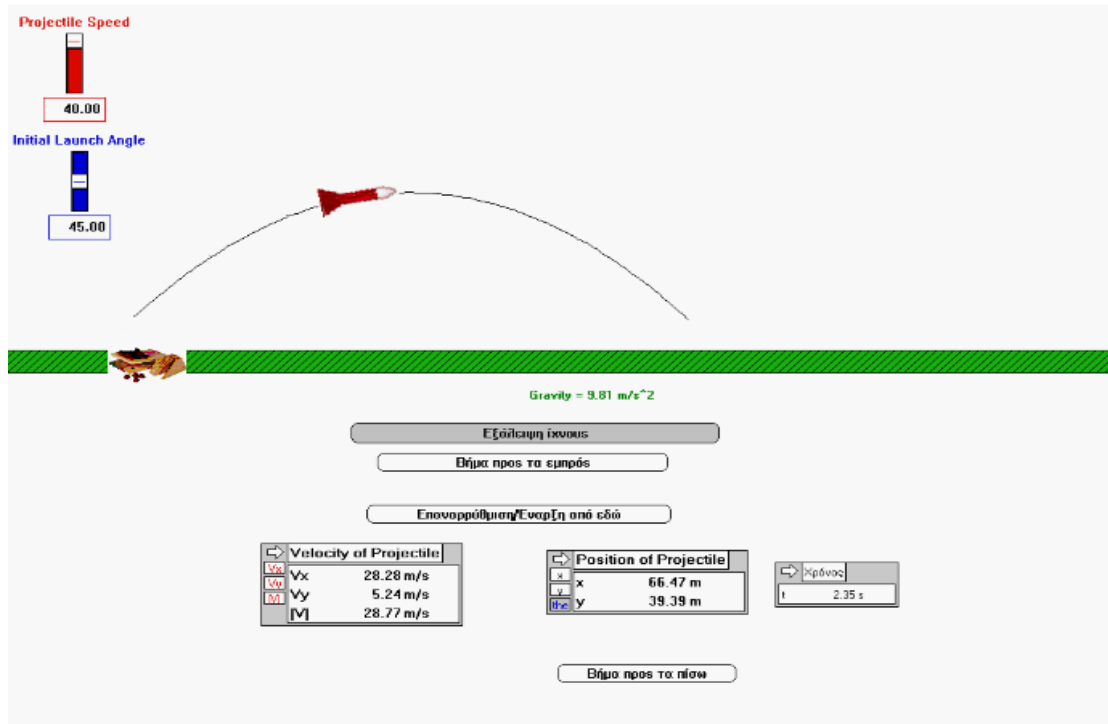 Projectile Speed
40.00
Initial Launch Angle
45.00
Gravity = 9.81 m/s^2
Εξάλειψη ίχνους
Βήμα προς τα εμπρός
Επαναρρύθμιση/Έναρξη από εδώ
Velocity of Projectile
Vx
Vy
|V|
Vx 28.28 m/s
Vy 5.24 m/s
|V| 28.77 m/s
Position of Projectile
x
y
the
x 66.47 m
y 39.39 m
Χρόνος
t 2.35 s
Βήμα προς τα πίσω